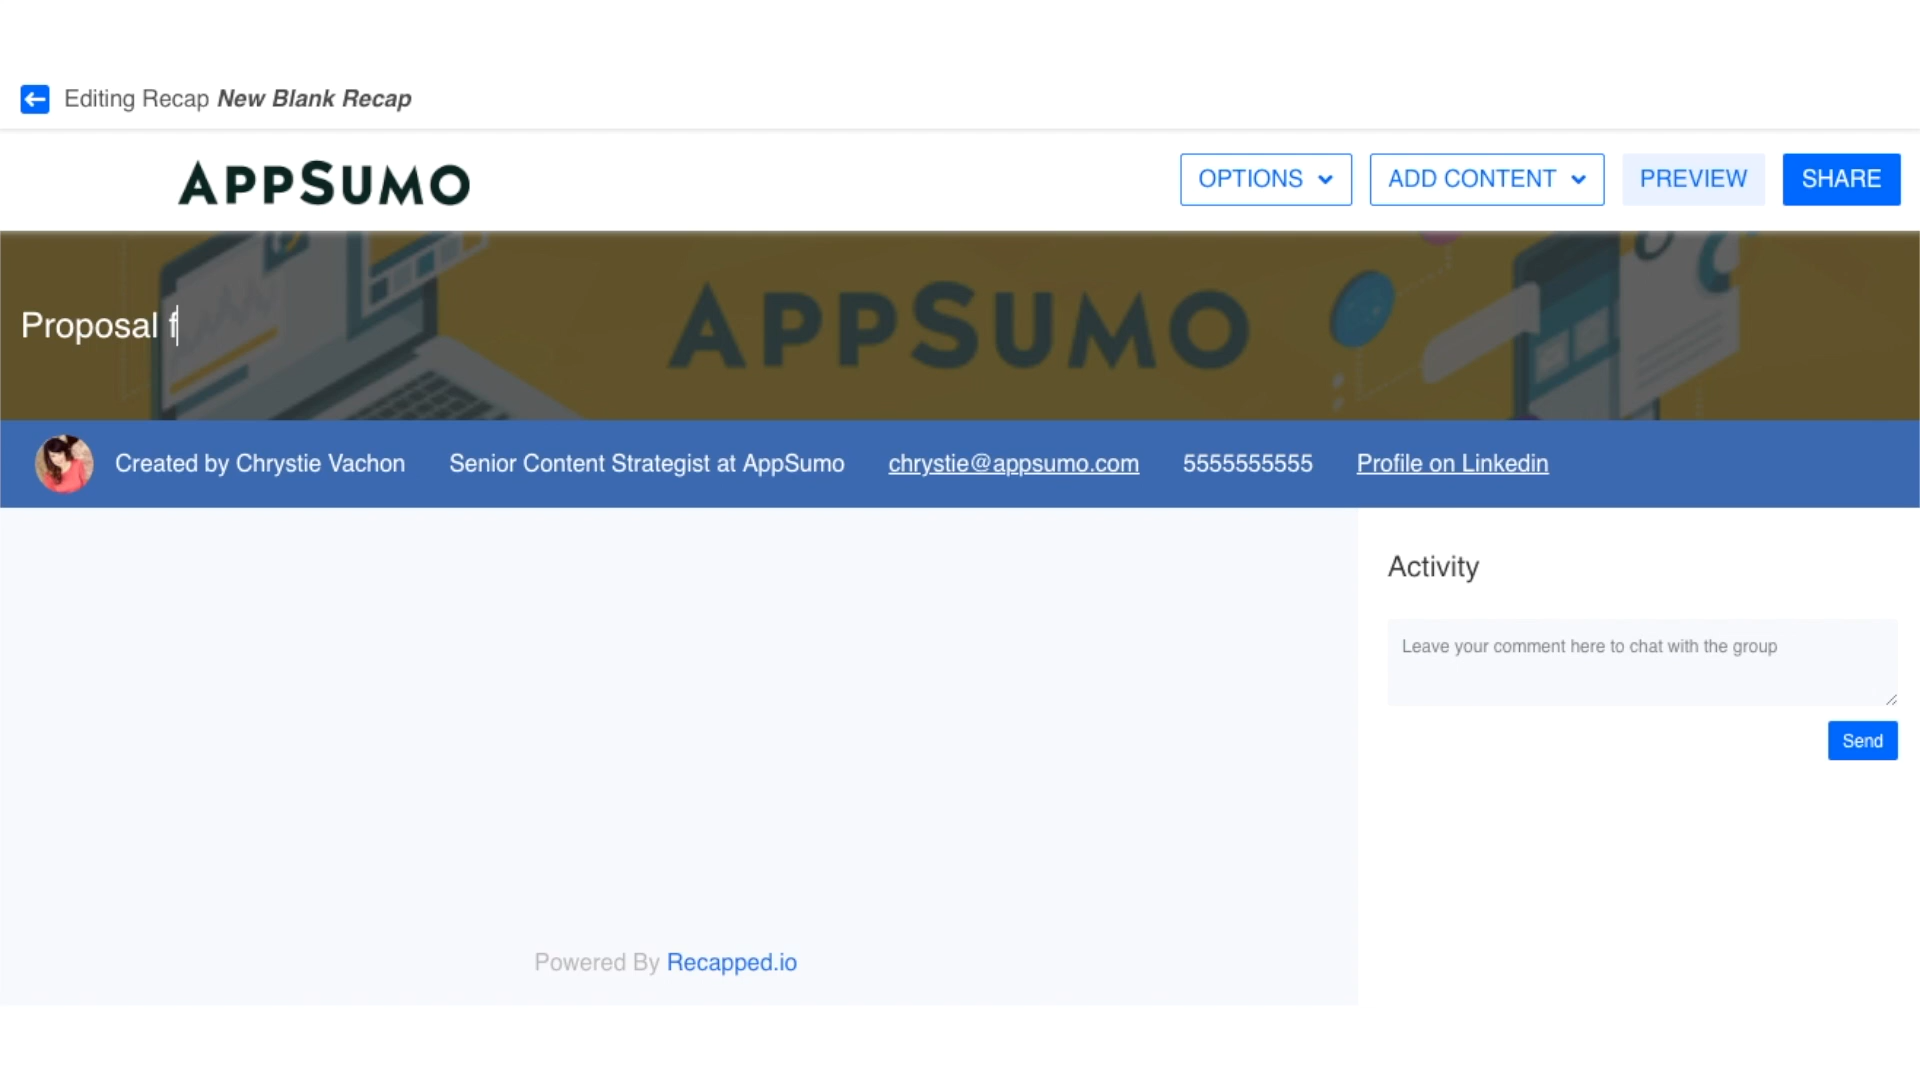 Editing Recap New Blank Recap
APPSUMO
OPTIONS
ADD CONTENT
PREVIEW
SHARE
APPSUMO
Proposal f
Created by Chrystie Vachon
Senior Content Strategist at AppSumo
chrystie@appsumo.com
5555555555
Profile on Linkedin
Activity
Leave your comment here to chat with the group
Send
Powered By Recapped.io